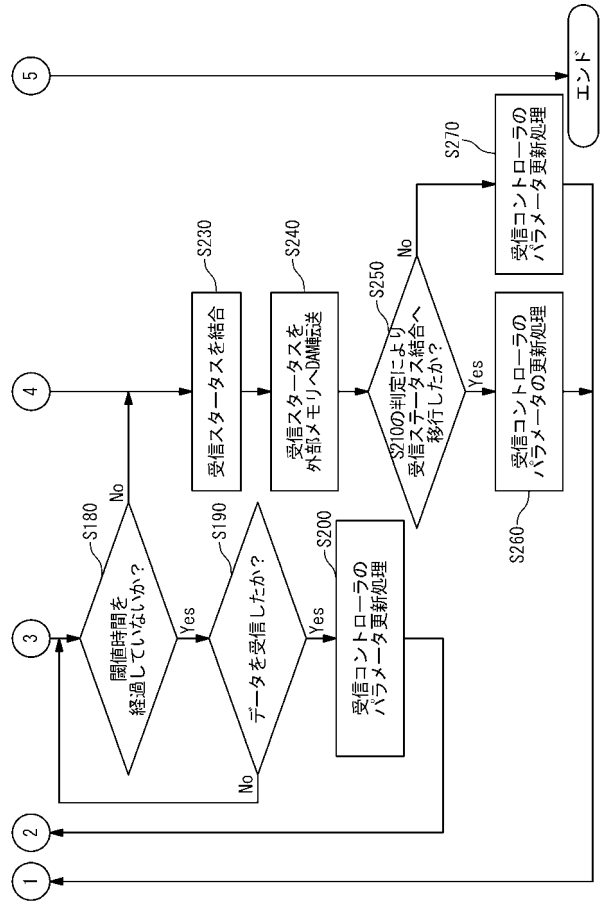 1
2
3
4
5
S180
閾値時間を
経過していないか?
No
Yes
S190
データを受信したか?
No
Yes
S200
受信コントローラの
パラメータ更新処理
S230
受信スタータスを結合
S240
受信スタータスを
外部メモリへDAM転送
S250
S210の判定により
受信ステータス結合へ
移行したか?
No
Yes
S260
受信コントローラの
パラメータの更新処理
S270
受信コントローラの
パラメータ更新処理
エンド